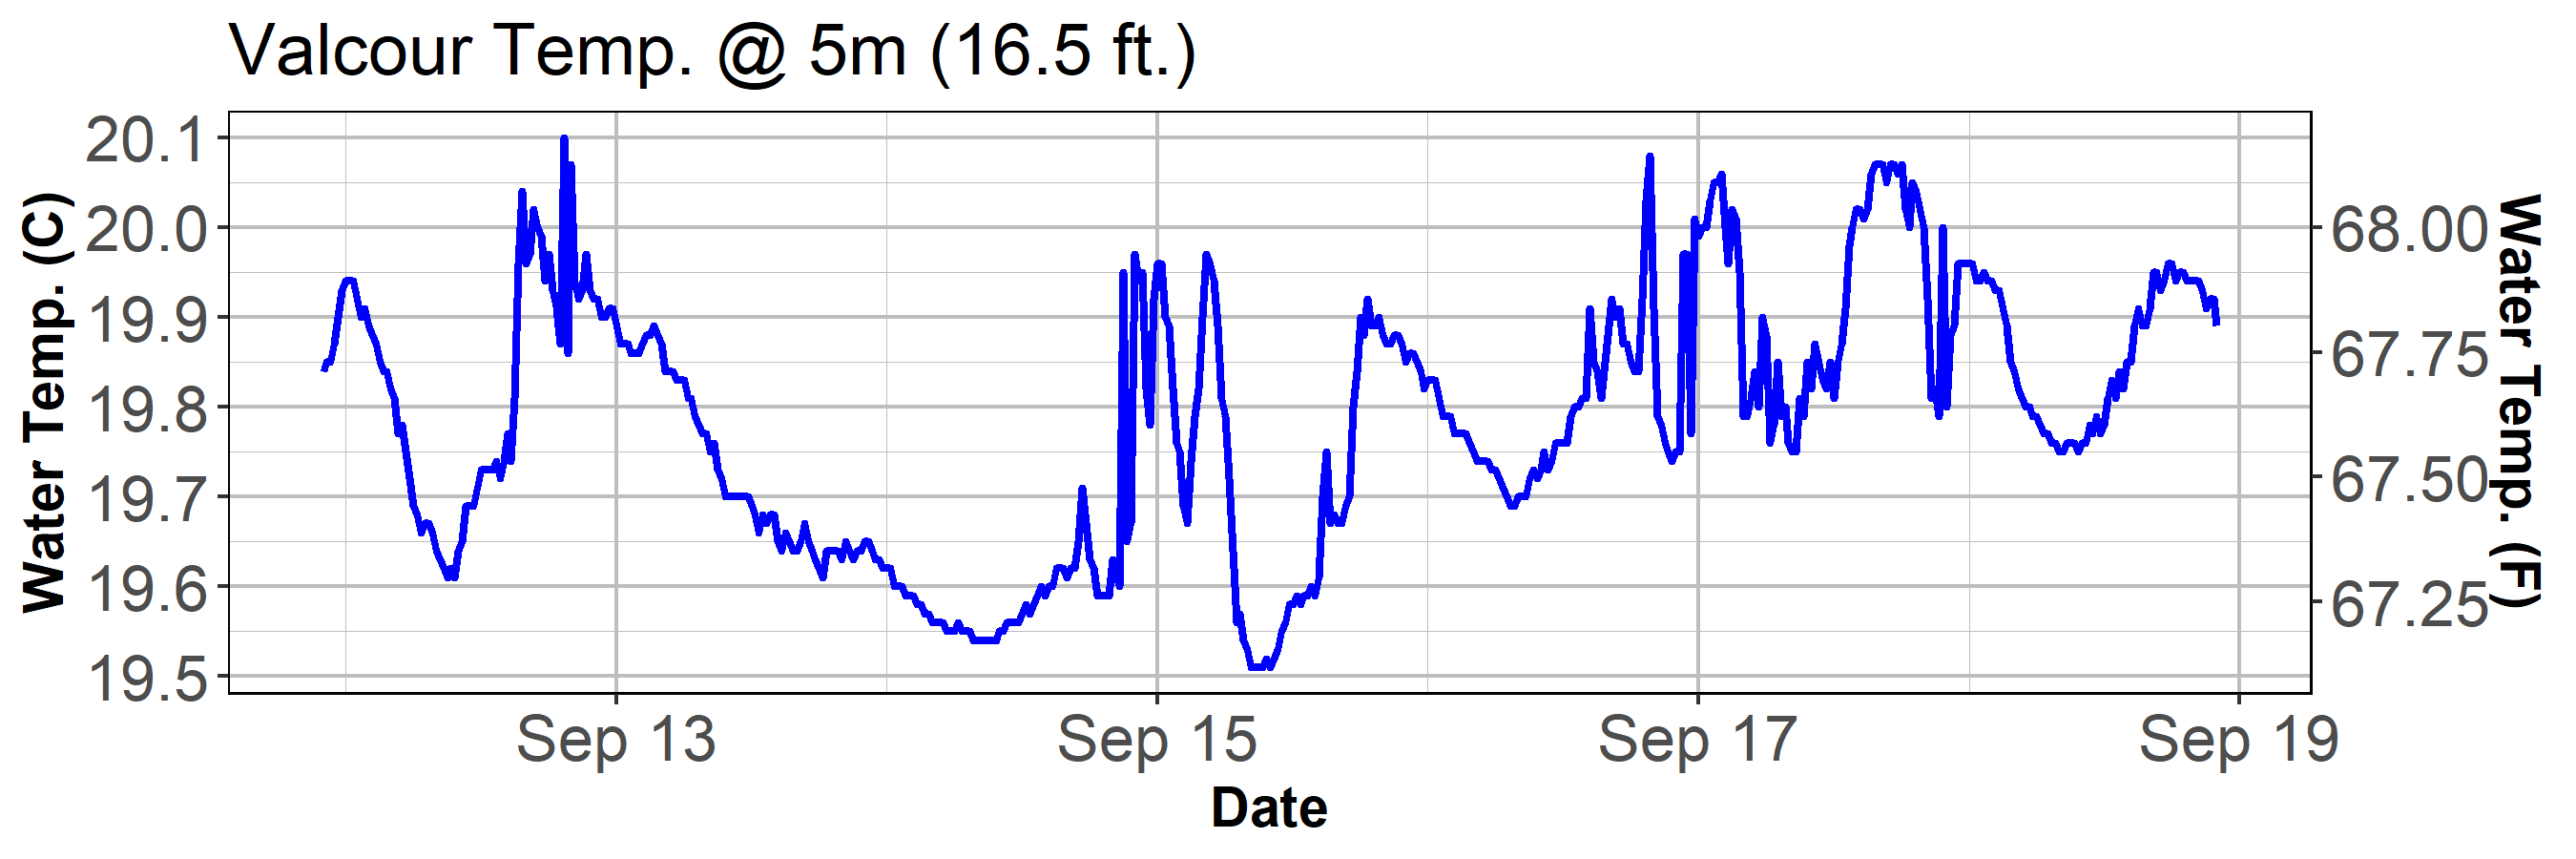 Valcour Temp. @ 5m (16.5 ft.)
Water Temp. (C)
20.1
20.0
19.9
19.8
19.7
19.6
19.5
68.00
67.75
67.50
67.25
Water Temp. (F)
Sep 13
Sep 15
Sep 17
Sep 19
Date